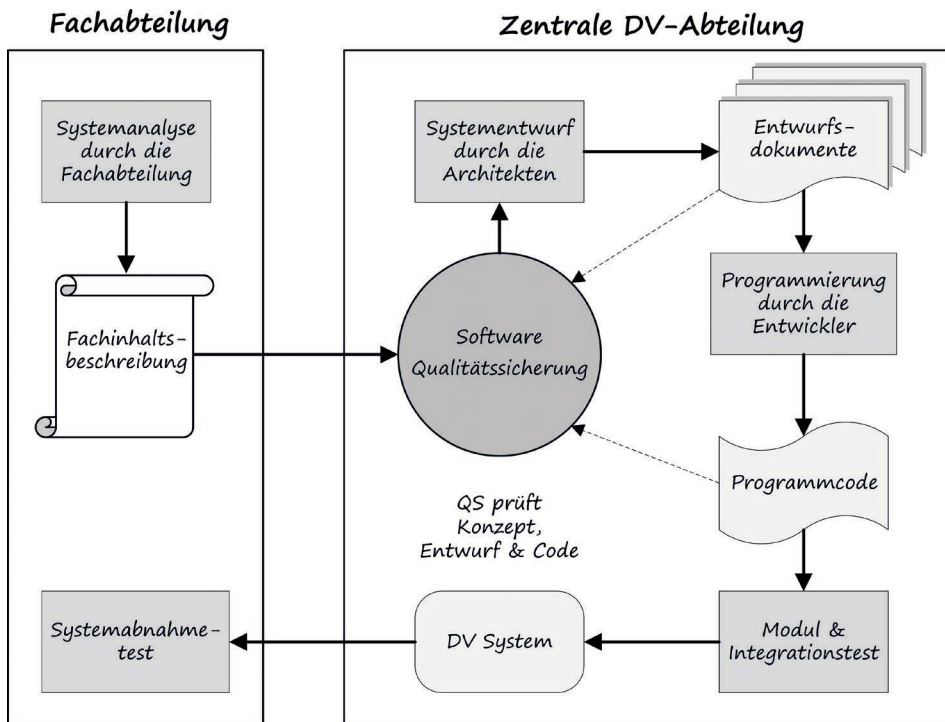 Fachabteilung
Zentrale DV-Abteilung
Systemanalyse
durch die
Fachabteilung
Systementwurf
durch die
Architekten
Entwurfs-
dokumente
Fachinhalts-
beschreibung
Software
Qualitätssicherung
Programmierung
durch die
Entwickler
Programmcode
QS prüft
Konzept,
Entwurf & Code
Systemabnahme-
test
DV System
Modul &
Integrationstest